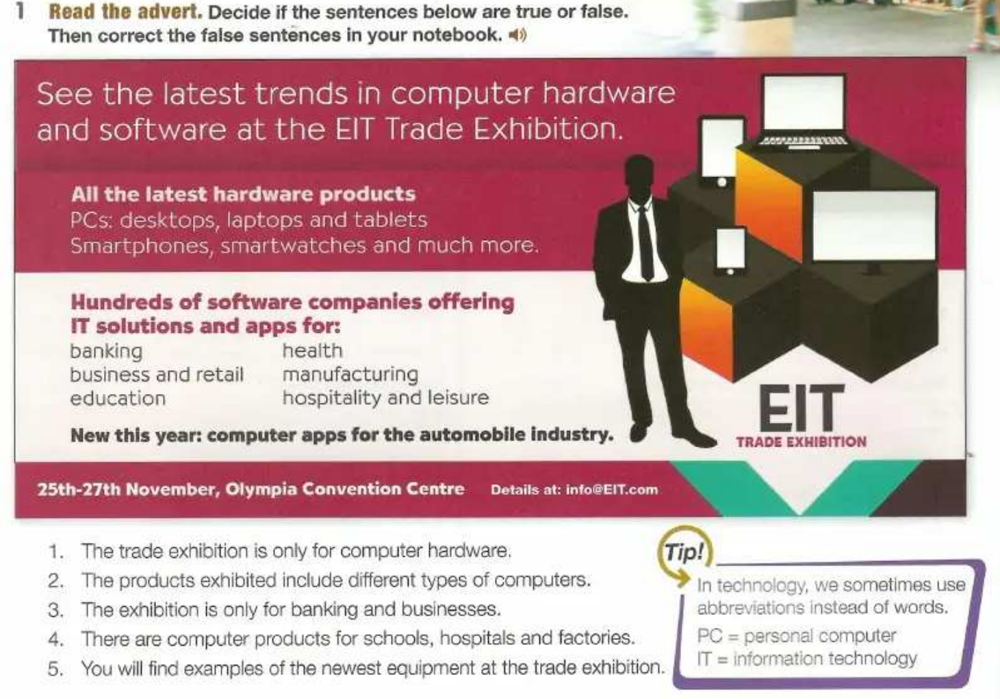 1 Read the advert. Decide if the sentences below are true or false.
Then correct the false sentences in your notebook.
See the latest trends in computer hardware
and software at the EIT Trade Exhibition.
All the latest hardware products
PCs: desktops, laptops and tablets
Smartphones, smartwatches and much more.
Hundreds of software companies offering
IT solutions and apps for:
banking health
business and retail manufacturing
education hospitality and leisure
New this year: computer apps for the automobile industry.
EIT
TRADE EXHIBITION
25th-27th November, Olympia Convention Centre Details at: info@EIT.com
1. The trade exhibition is only for computer hardware.
2. The products exhibited include different types of computers.
3. The exhibition is only for banking and businesses.
4. There are computer products for schools, hospitals and factories.
5. You will find examples of the newest equipment at the trade exhibition.
Tip!
In technology, we sometimes use
abbreviations instead of words.
PC = personal computer
IT = information technology